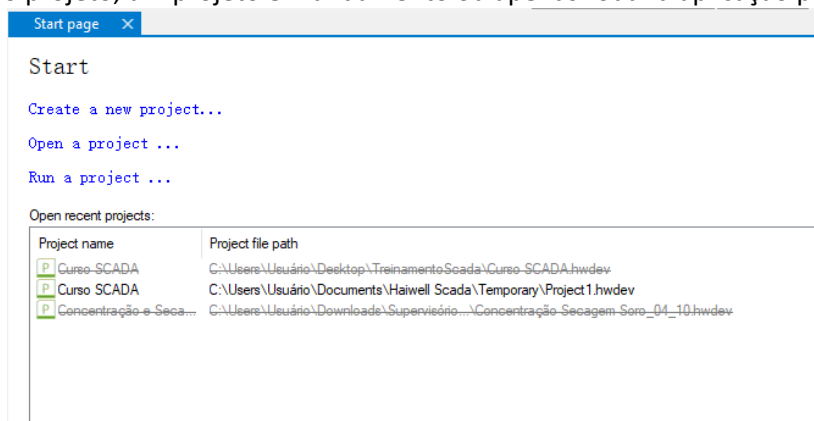 Start page ×
Start
Create a new project...
Open a project ...
Run a project ...
Open recent projects:
Project name Project file path
Curso SCADA C:\Users\Usuário\Desktop\TreinamentoScada\Curso SCADA.hwdev
Curso SCADA C:\Users\Usuário\Documents\Haiwell Scada\Temporary\Project1.hwdev
Concentração e Seca... C:\Users\Usuário\Downloads\Supervisório...\Concentração Secagem Soro_04_10.hwdev